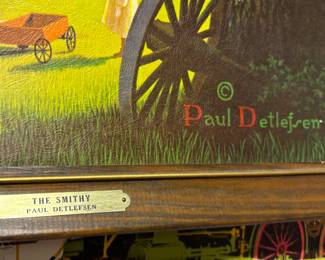 ©
Paul Detlefsen
THE SMITHY
PAUL DETLEFSEN